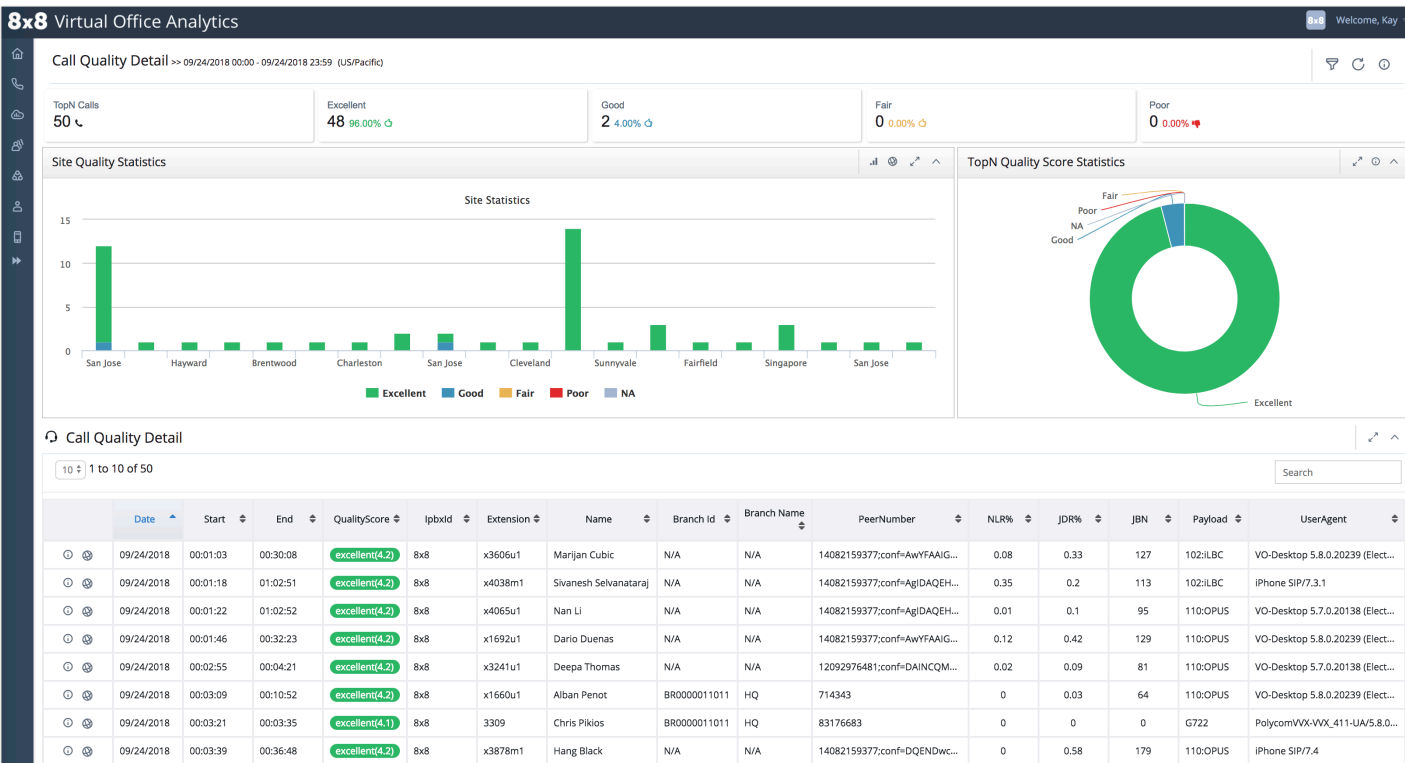 8x8 Virtual Office Analytics
8x8 Welcome, Kay
Call Quality Detail >> 09/24/2018 00:00 - 09/24/2018 23:59 (US/Pacific)
TopN Calls
50
Excellent
48 96.00%
Good
2 4.00%
Fair
0 0.00%
Poor
0 0.00%
Site Quality Statistics
Site Statistics
15
10
5
0
San Jose Hayward Brentwood Charleston San Jose Cleveland Sunnyvale Fairfield Singapore San Jose
Excellent Good Fair Poor NA
TopN Quality Score Statistics
Fair
Poor
NA
Good
Excellent
Call Quality Detail
10 1 to 10 of 50
Search
Date Start End QualityScore IpbxId Extension Name Branch Id Branch Name PeerNumber NLR% JDR% JBN Payload UserAgent
09/24/2018 00:01:03 00:30:08 excellent(4.2) 8x8 x3606u1 Marijan Cubic N/A N/A 14082159377;conf=AwYFAAIG... 0.08 0.33 127 102:iLBC VO-Desktop 5.8.0.20239 (Elect...
09/24/2018 00:01:18 01:02:51 excellent(4.2) 8x8 x4038m1 Sivanesh Selvanataraj N/A N/A 14082159377;conf=AgIDAQEH... 0.35 0.2 113 102:iLBC iPhone SIP/7.3.1
09/24/2018 00:01:22 01:02:52 excellent(4.2) 8x8 x4065u1 Nan Li N/A N/A 14082159377;conf=AgIDAQEH... 0.01 0.1 95 110:OPUS VO-Desktop 5.7.0.20138 (Elect...
09/24/2018 00:01:46 00:32:23 excellent(4.2) 8x8 x1692u1 Dario Duenas N/A N/A 14082159377;conf=AwYFAAIG... 0.12 0.42 129 110:OPUS VO-Desktop 5.8.0.20239 (Elect...
09/24/2018 00:02:55 00:04:21 excellent(4.2) 8x8 x3241u1 Deepa Thomas N/A N/A 12092976481;conf=DAINCQM... 0.02 0.09 81 110:OPUS VO-Desktop 5.7.0.20138 (Elect...
09/24/2018 00:03:09 00:10:52 excellent(4.2) 8x8 x1660u1 Alban Penot BR0000011011 HQ 714343 0 0.03 64 110:OPUS VO-Desktop 5.8.0.20239 (Elect...
09/24/2018 00:03:21 00:03:35 excellent(4.1) 8x8 3309 Chris Pikios BR0000011011 HQ 83176683 0 0 0 G722 PolycomVVX-VVX_411-UA/5.8.0...
09/24/2018 00:03:39 00:36:48 excellent(4.2) 8x8 x3878m1 Hang Black N/A N/A 14082159377;conf=DQENDwc... 0 0.58 179 110:OPUS iPhone SIP/7.4